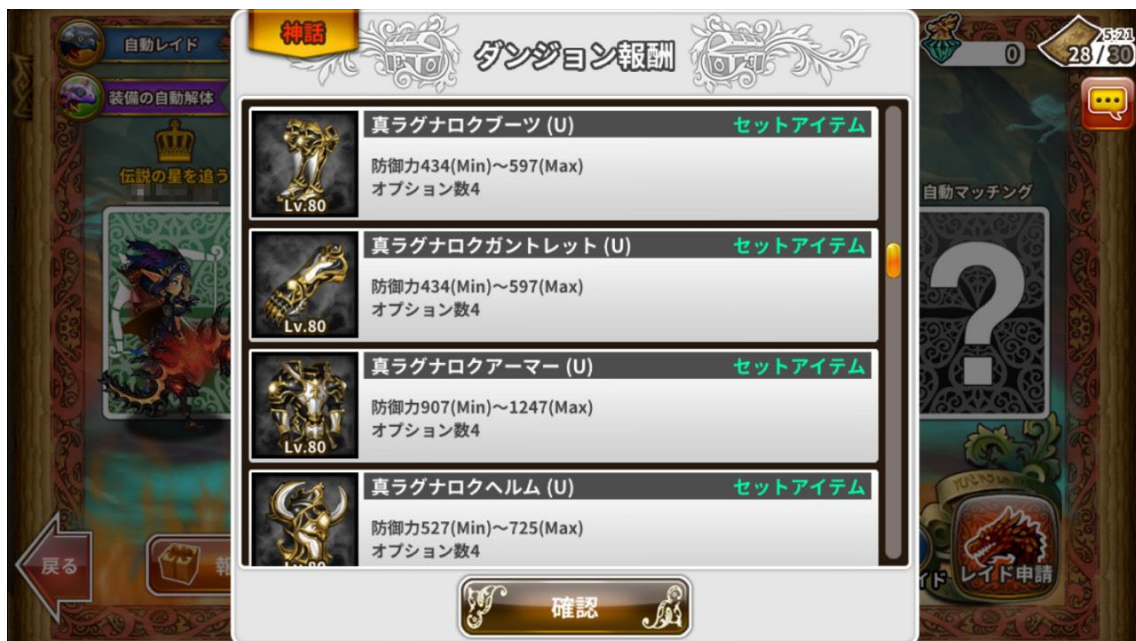 神話
ダンジョン報酬
自動レイド
装備の自動解体
伝説の星を追う
0
5:21
28/30
自動マッチング
真ラグナロクブーツ (U)
セットアイテム
防御力434(Min)～597(Max)
オプション数4
Lv.80
真ラグナロクガントレット (U)
セットアイテム
防御力434(Min)～597(Max)
オプション数4
Lv.80
真ラグナロクアーマー (U)
セットアイテム
防御力907(Min)～1247(Max)
オプション数4
Lv.80
真ラグナロクヘルム (U)
セットアイテム
防御力527(Min)～725(Max)
オプション数4
戻る
報
確認
イド
レイド申請